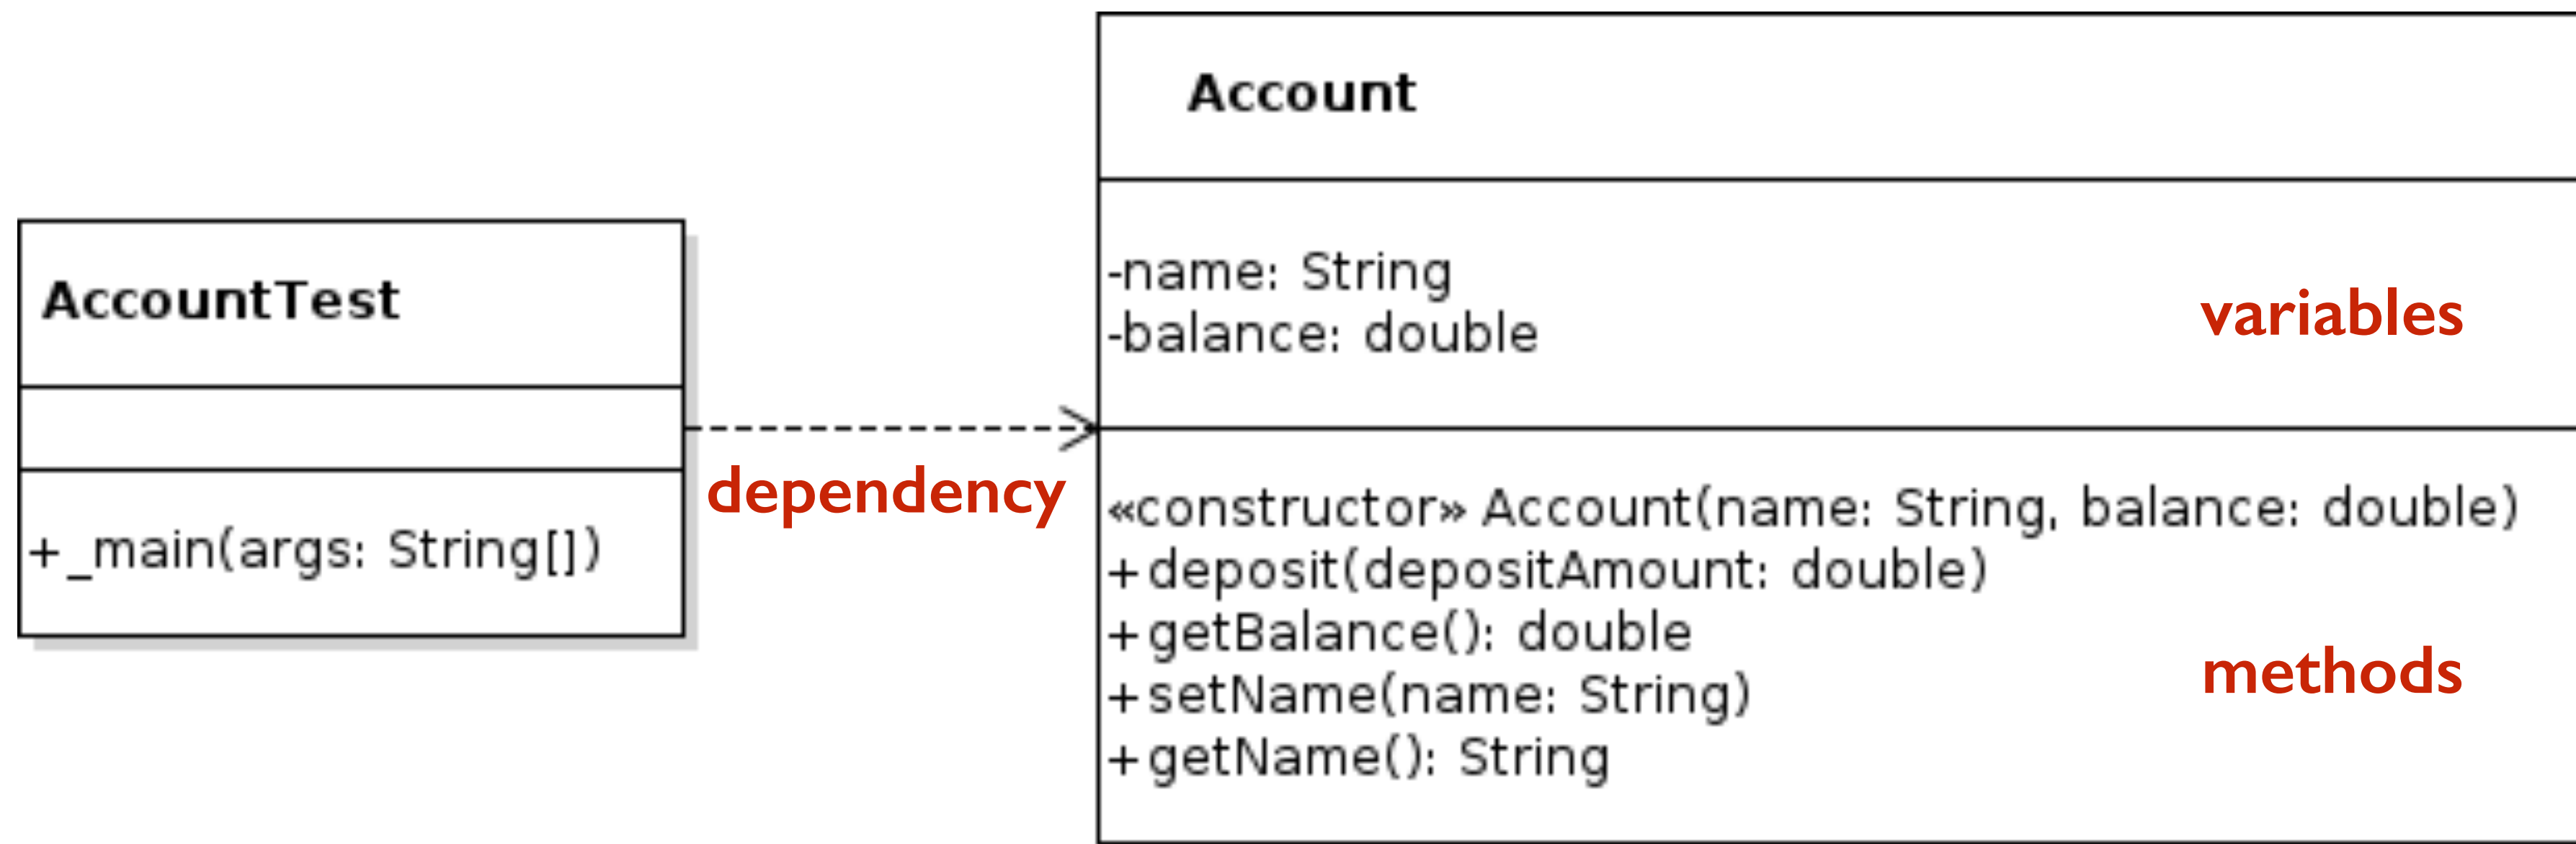 AccountTest
+_main(args: String[])
dependency
Account
-name: String
-balance: double
variables
«constructor» Account(name: String, balance: double)
+deposit(depositAmount: double)
+getBalance(): double
+setName(name: String)
+getName(): String
methods